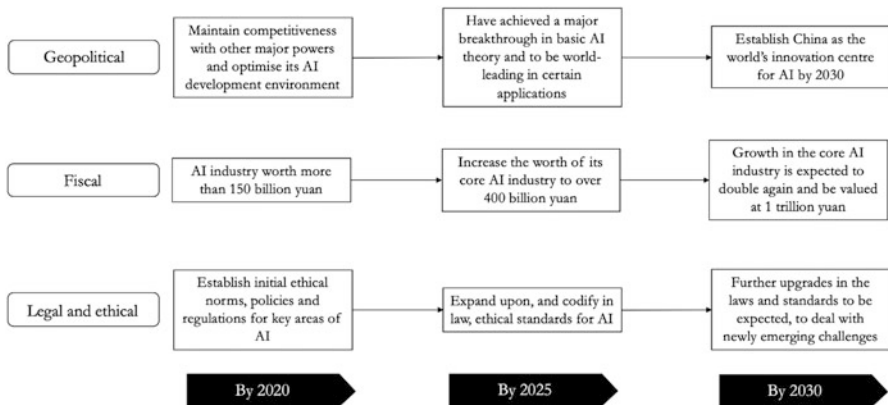 Geopolitical
Maintain competitiveness
with other major powers
and optimise its AI
development environment
Have achieved a major
breakthrough in basic AI
theory and to be world-
leading in certain
applications
Establish China as the
world's innovation centre
for AI by 2030
Fiscal
AI industry worth more
than 150 billion yuan
Increase the worth of its
core AI industry to over
400 billion yuan
Growth in the core AI
industry is expected to
double again and be valued
at 1 trillion yuan
Legal and ethical
Establish initial ethical
norms, policies and
regulations for key areas of
AI
Expand upon, and codify in
law, ethical standards for AI
Further upgrades in the
laws and standards to be
expected, to deal with
newly emerging challenges
By 2020
By 2025
By 2030